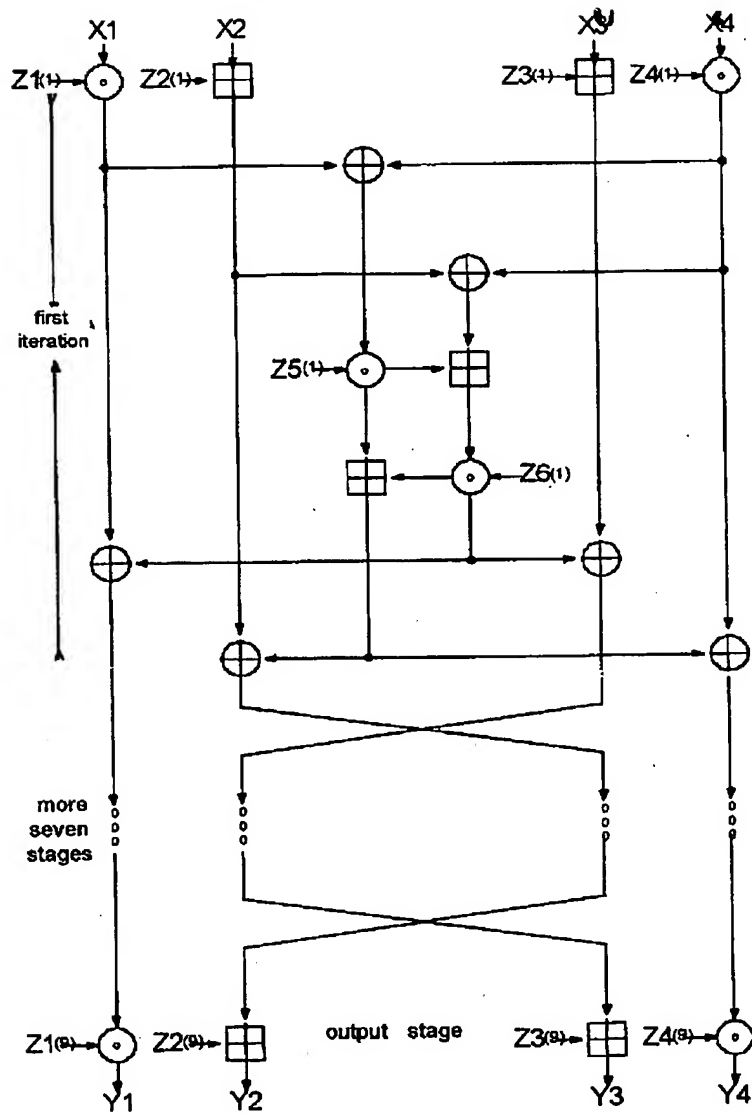 X1 X2 X3 X4
Z1(1) Z2(1) Z3(1) Z4(1)
first
iteration
Z5(1)
Z6(1)
more
seven
stages
Z1(9) Z2(9) output stage Z3(9) Z4(9)
Y1 Y2 Y3 Y4